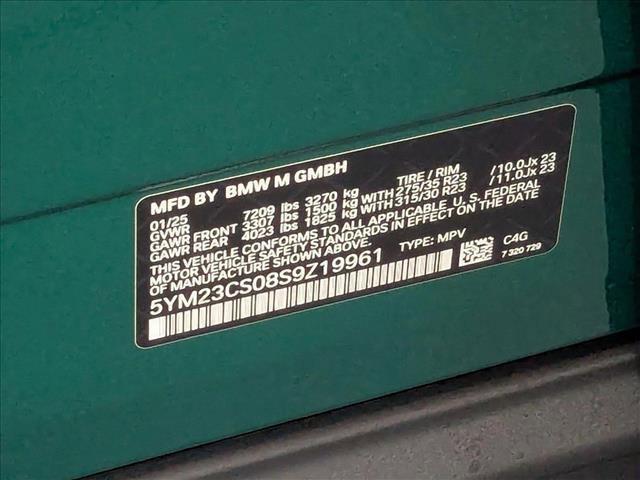 MFD BY BMW M GMBH
01/25 TIRE / RIM
GVWR 7209 lbs 3270 kg
GAWR FRONT 3307 lbs 1500 kg WITH 275/35 R23 /10.0Jx 23
GAWR REAR 4023 lbs 1825 kg WITH 315/30 R23 /11.0Jx 23
THIS VEHICLE CONFORMS TO ALL APPLICABLE U.S. FEDERAL
MOTOR VEHICLE SAFETY STANDARDS IN EFFECT ON THE DATE
OF MANUFACTURE SHOWN ABOVE. TYPE: MPV C4G
5YM23CS08S9Z19961 7 320 729